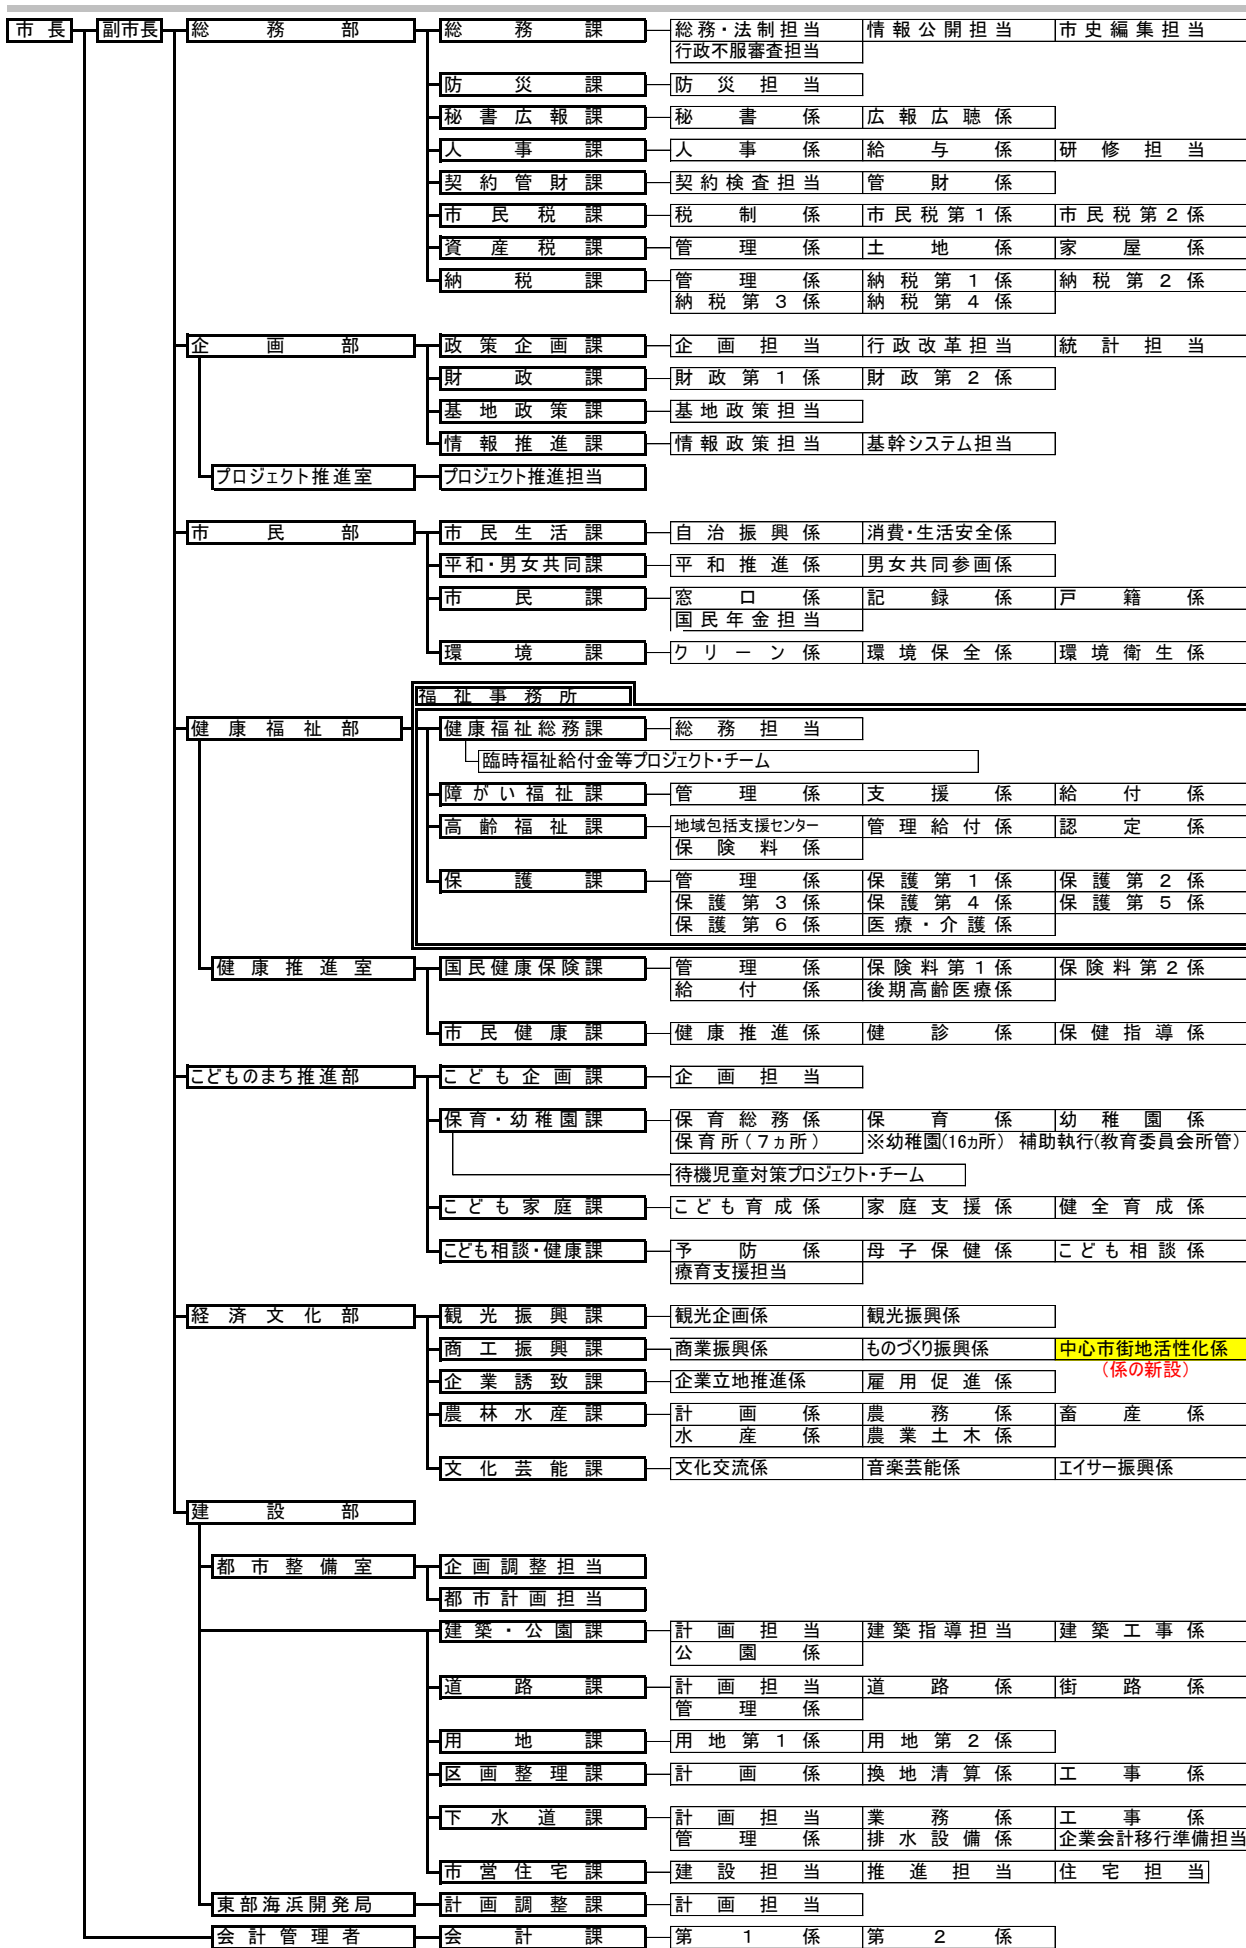 市長 副市長 総務部 総務課 総務・法制担当 情報公開担当 市史編集担当
行政不服審査担当
防災課 防災担当
秘書広報課 秘書係 広報広聴係
人事課 人事係 給与係 研修担当
契約管財課 契約検査担当 管財係
市民税課 税制係 市民税第1係 市民税第2係
資産税課 管理係 土地係 家屋係
納税課 管理係 納税第1係 納税第2係
納税第3係 納税第4係
企画部 政策企画課 企画担当 行政改革担当 統計担当
財政課 財政第1係 財政第2係
基地政策課 基地政策担当
情報推進課 情報政策担当 基幹システム担当
プロジェクト推進室 プロジェクト推進担当
市民部 市民生活課 自治振興係 消費・生活安全係
平和・男女共同課 平和推進係 男女共同参画係
市民課 窓口係 記録係 戸籍係
国民年金担当
環境課 クリーン係 環境保全係 環境衛生係
福祉事務所
健康福祉部 健康福祉総務課 総務担当
臨時福祉給付金等プロジェクト・チーム
障がい福祉課 管理係 支援係 給付係
高齢福祉課 地域包括支援センター 管理給付係 認定係
保険料係
保護課 管理係 保護第1係 保護第2係
保護第3係 保護第4係 保護第5係
保護第6係 医療・介護係
健康推進室 国民健康保険課 管理係 保険料第1係 保険料第2係
給付係 後期高齢医療係
市民健康課 健康推進係 健診係 保健指導係
こどものまち推進部 こども企画課 企画担当
保育・幼稚園課 保育総務係 保育係 幼稚園係
保育所(7ヵ所) ※幼稚園(16ヵ所) 補助執行(教育委員会所管)
待機児童対策プロジェクト・チーム
こども家庭課 こども育成係 家庭支援係 健全育成係
こども相談・健康課 予防係 母子保健係 こども相談係
療育支援担当
経済文化部 観光振興課 観光企画係 観光振興係
商工振興課 商業振興係 ものづくり振興係 中心市街地活性化係
(係の新設)
企業誘致課 企業立地推進係 雇用促進係
農林水産課 計画係 農務係 畜産係
水産係 農業土木係
文化芸能課 文化交流係 音楽芸能係 エイサー振興係
建設部
都市整備室 企画調整担当
都市計画担当
建築・公園課 計画担当 建築指導担当 建築工事係
公園係
道路課 計画担当 道路係 街路係
管理係
用地課 用地第1係 用地第2係
区画整理課 計画係 換地清算係 工事係
下水道課 計画担当 業務係 工事係
管理係 排水設備係 企業会計移行準備担当
市営住宅課 建設担当 推進担当 住宅担当
東部海浜開発局 計画調整課 計画担当
会計管理者 会計課 第1係 第2係